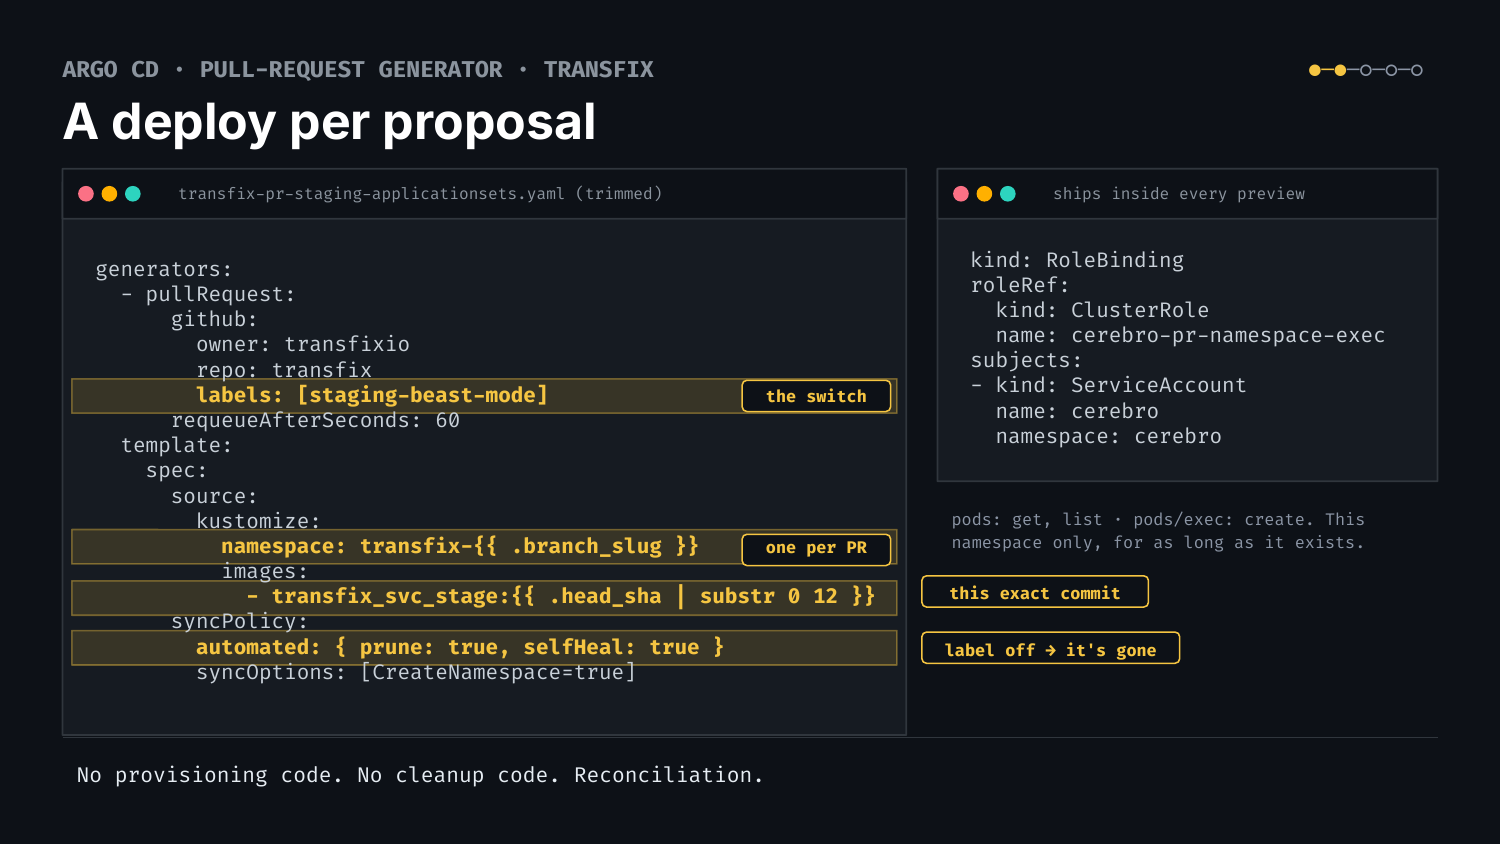 ARGO CD · PULL-REQUEST GENERATOR · TRANSFIX
A deploy per proposal
transfix-pr-staging-applicationsets.yaml (trimmed)
generators:
  - pullRequest:
      github:
        owner: transfixio
        repo: transfix
        labels: [staging-beast-mode]
the switch
      requeueAfterSeconds: 60
  template:
    spec:
      source:
        kustomize:
          namespace: transfix-{{ .branch_slug }}
one per PR
          images:
            - transfix_svc_stage:{{ .head_sha | substr 0 12 }}
this exact commit
      syncPolicy:
        automated: { prune: true, selfHeal: true }
label off → it's gone
        syncOptions: [CreateNamespace=true]
ships inside every preview
kind: RoleBinding
roleRef:
  kind: ClusterRole
  name: cerebro-pr-namespace-exec
subjects:
- kind: ServiceAccount
  name: cerebro
  namespace: cerebro
pods: get, list · pods/exec: create. This
namespace only, for as long as it exists.
No provisioning code. No cleanup code. Reconciliation.